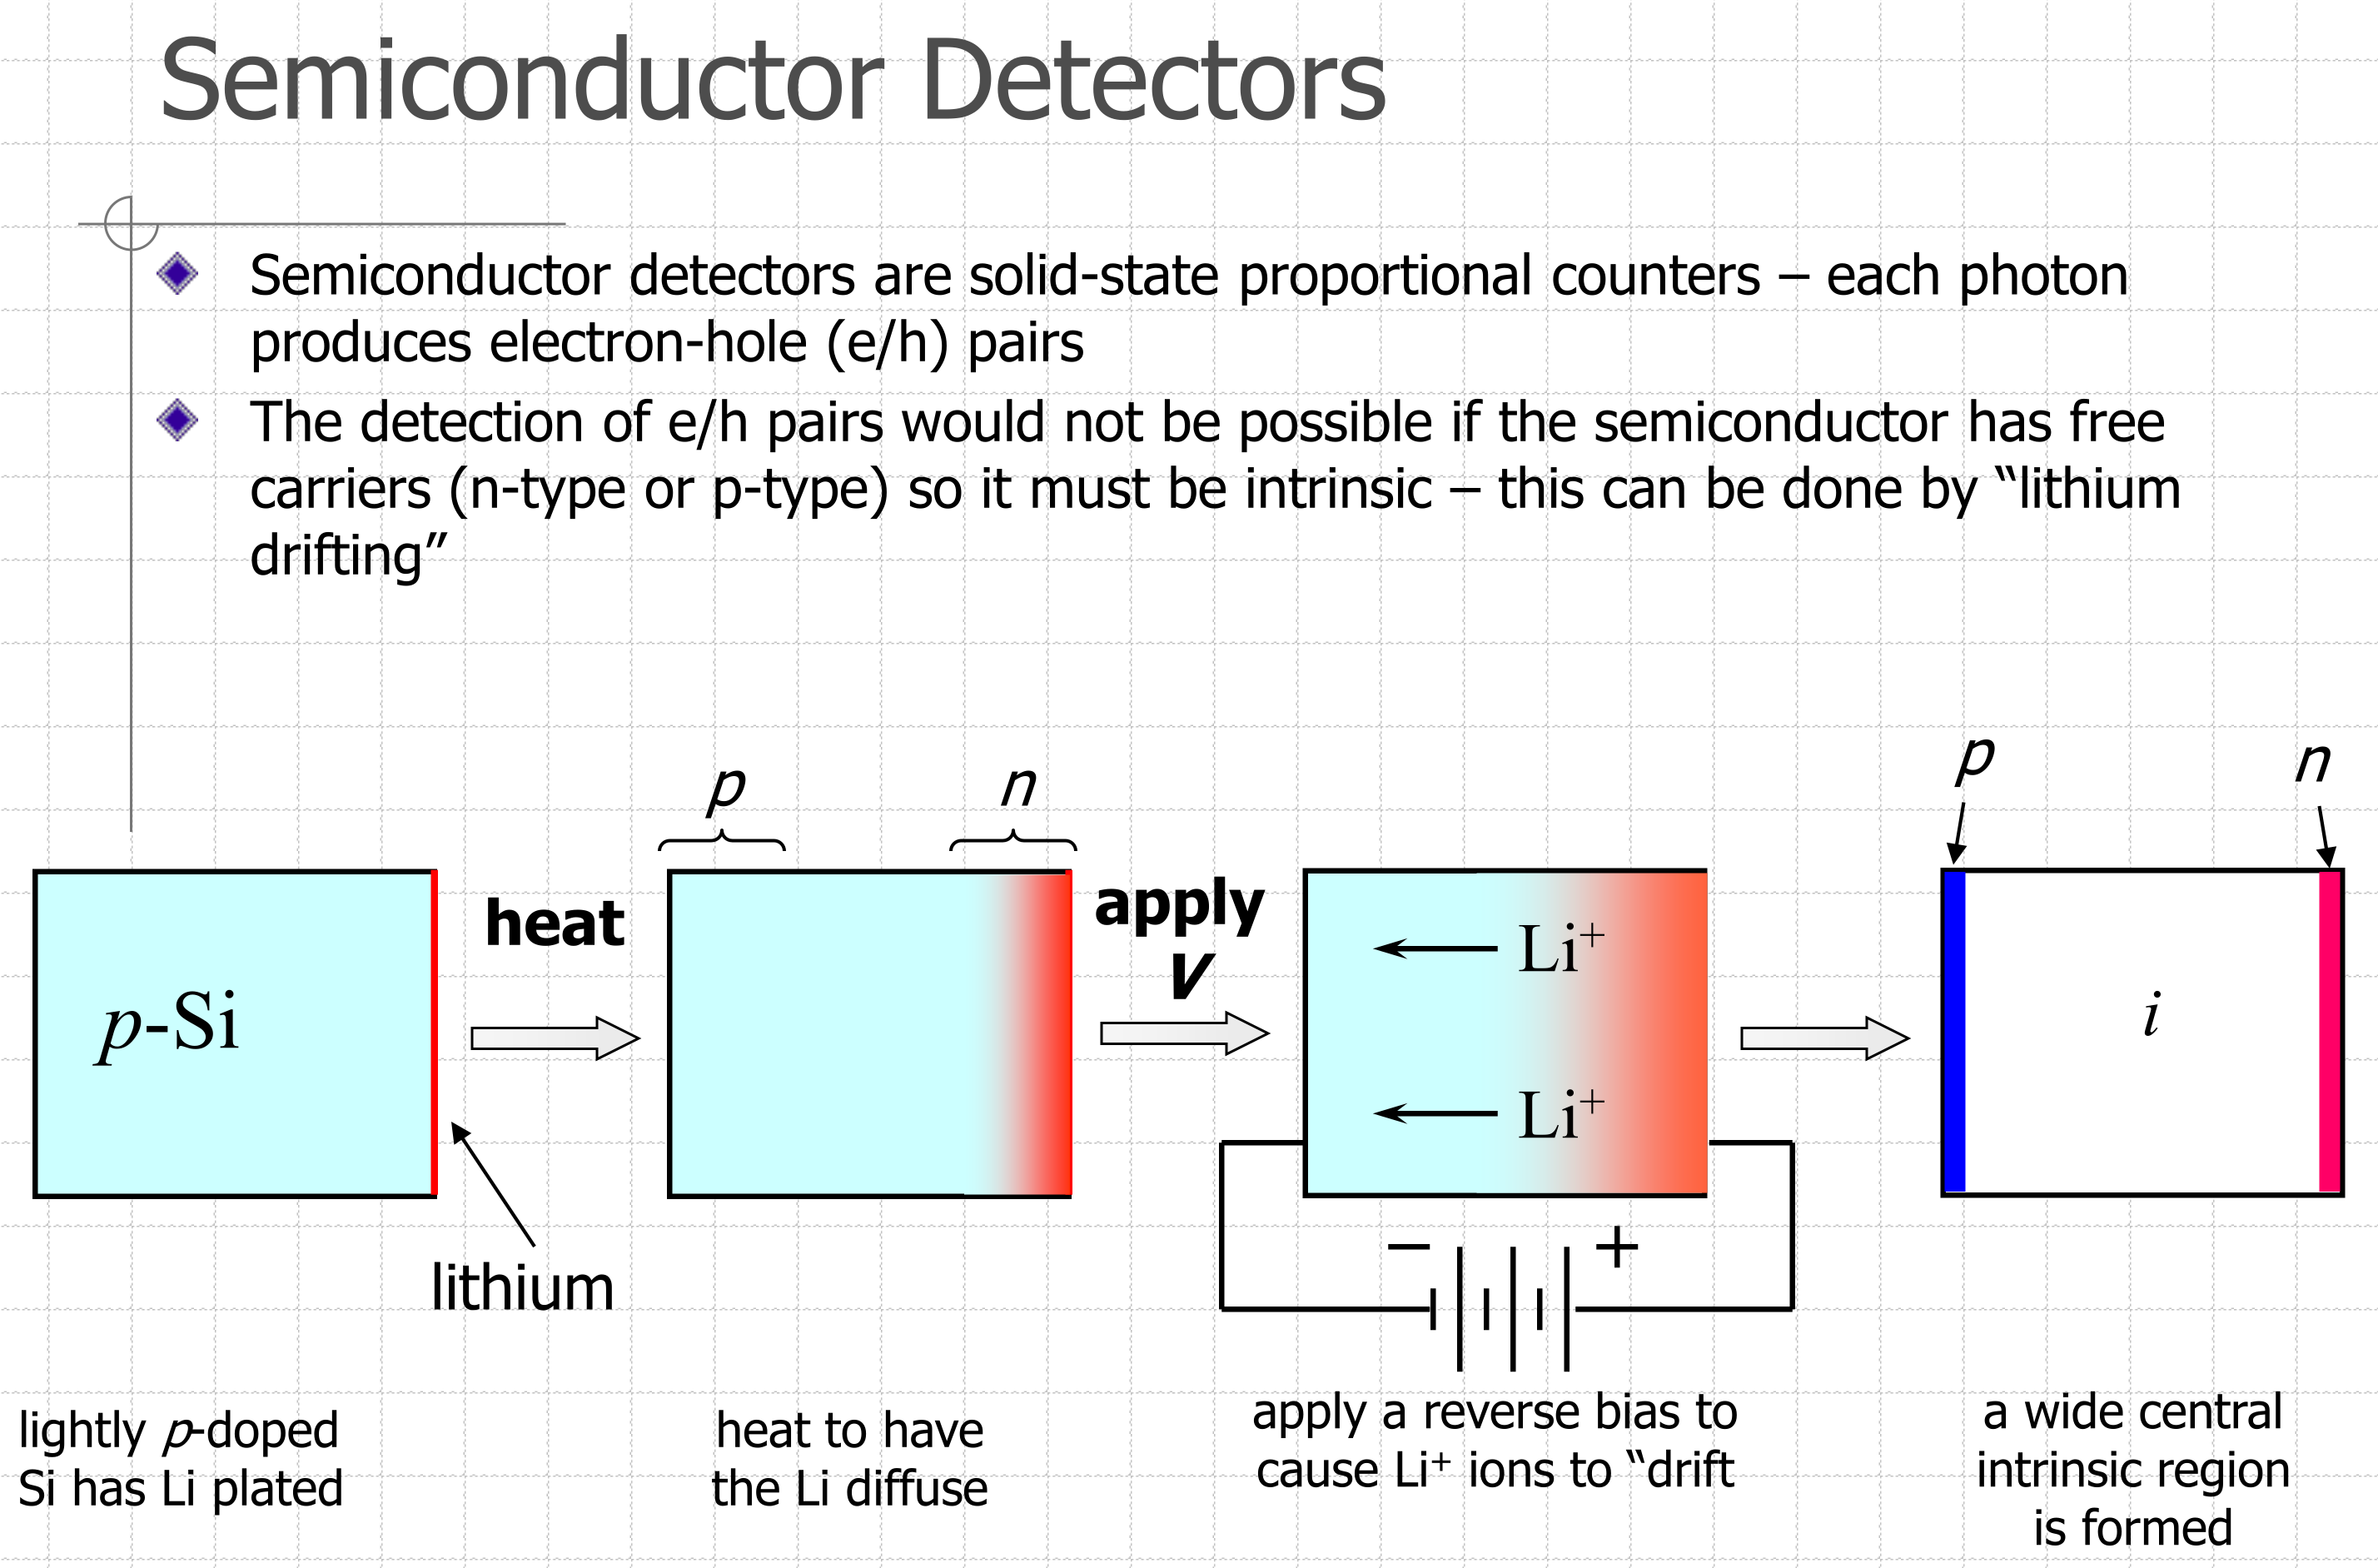 Semiconductor Detectors
Semiconductor detectors are solid-state proportional counters – each photon
produces electron-hole (e/h) pairs
The detection of e/h pairs would not be possible if the semiconductor has free
carriers (n-type or p-type) so it must be intrinsic – this can be done by “lithium
drifting”
p-Si
lithium
heat
p
n
apply
V
Li⁺
Li⁺
–
+
p
n
i
lightly p-doped
Si has Li plated
heat to have
the Li diffuse
apply a reverse bias to
cause Li⁺ ions to “drift
a wide central
intrinsic region
is formed